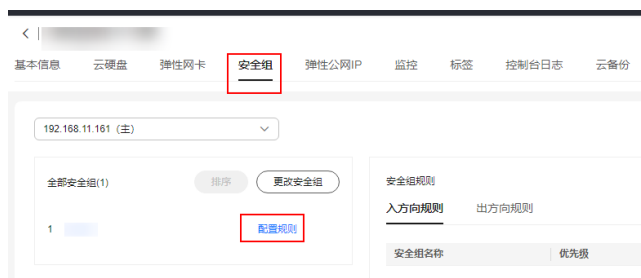 基本信息 云硬盘 弹性网卡 安全组 弹性公网IP 监控 标签 控制台日志 云备份
192.168.11.161（主）
全部安全组(1) 排序 更改安全组
1 配置规则
安全组规则
入方向规则 出方向规则
安全组名称 优先级